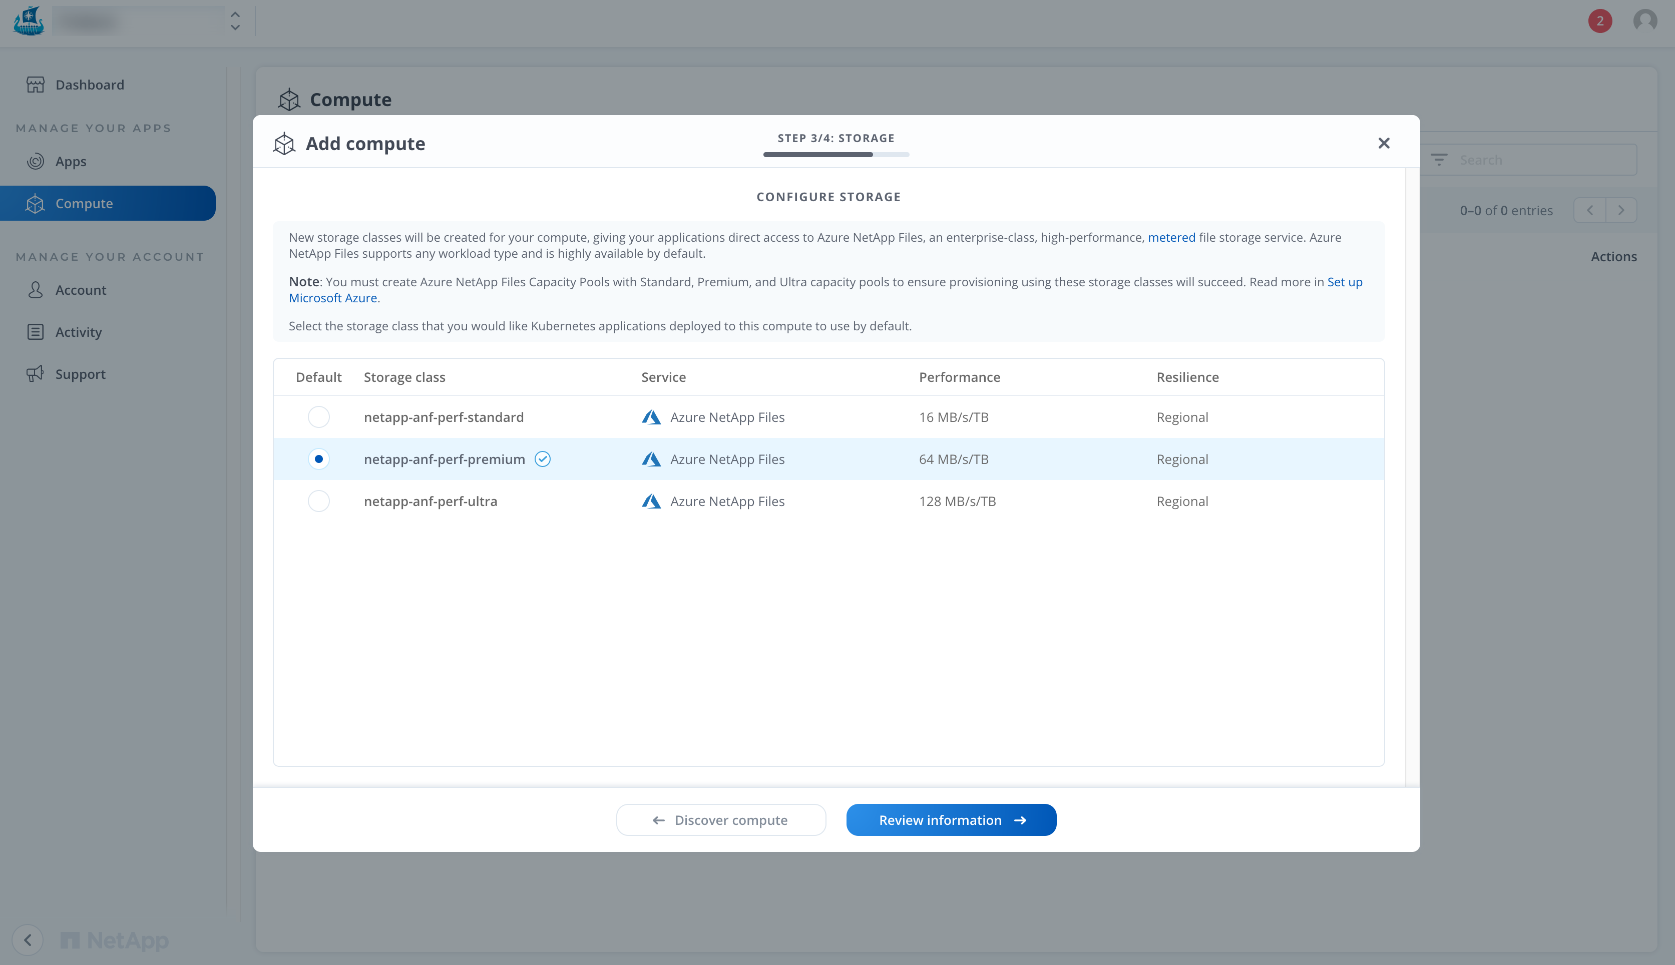 2
Dashboard
MANAGE YOUR APPS
Apps
Compute
MANAGE YOUR ACCOUNT
Account
Activity
Support
NetApp
Compute
Search
0–0 of 0 entries
Actions
Add compute
STEP 3/4: STORAGE
CONFIGURE STORAGE
New storage classes will be created for your compute, giving your applications direct access to Azure NetApp Files, an enterprise-class, high-performance, metered file storage service. Azure
NetApp Files supports any workload type and is highly available by default.
Note: You must create Azure NetApp Files Capacity Pools with Standard, Premium, and Ultra capacity pools to ensure provisioning using these storage classes will succeed. Read more in Set up
Microsoft Azure.
Select the storage class that you would like Kubernetes applications deployed to this compute to use by default.
Default Storage class Service Performance Resilience
netapp-anf-perf-standard Azure NetApp Files 16 MB/s/TB Regional
netapp-anf-perf-premium Azure NetApp Files 64 MB/s/TB Regional
netapp-anf-perf-ultra Azure NetApp Files 128 MB/s/TB Regional
Discover compute
Review information